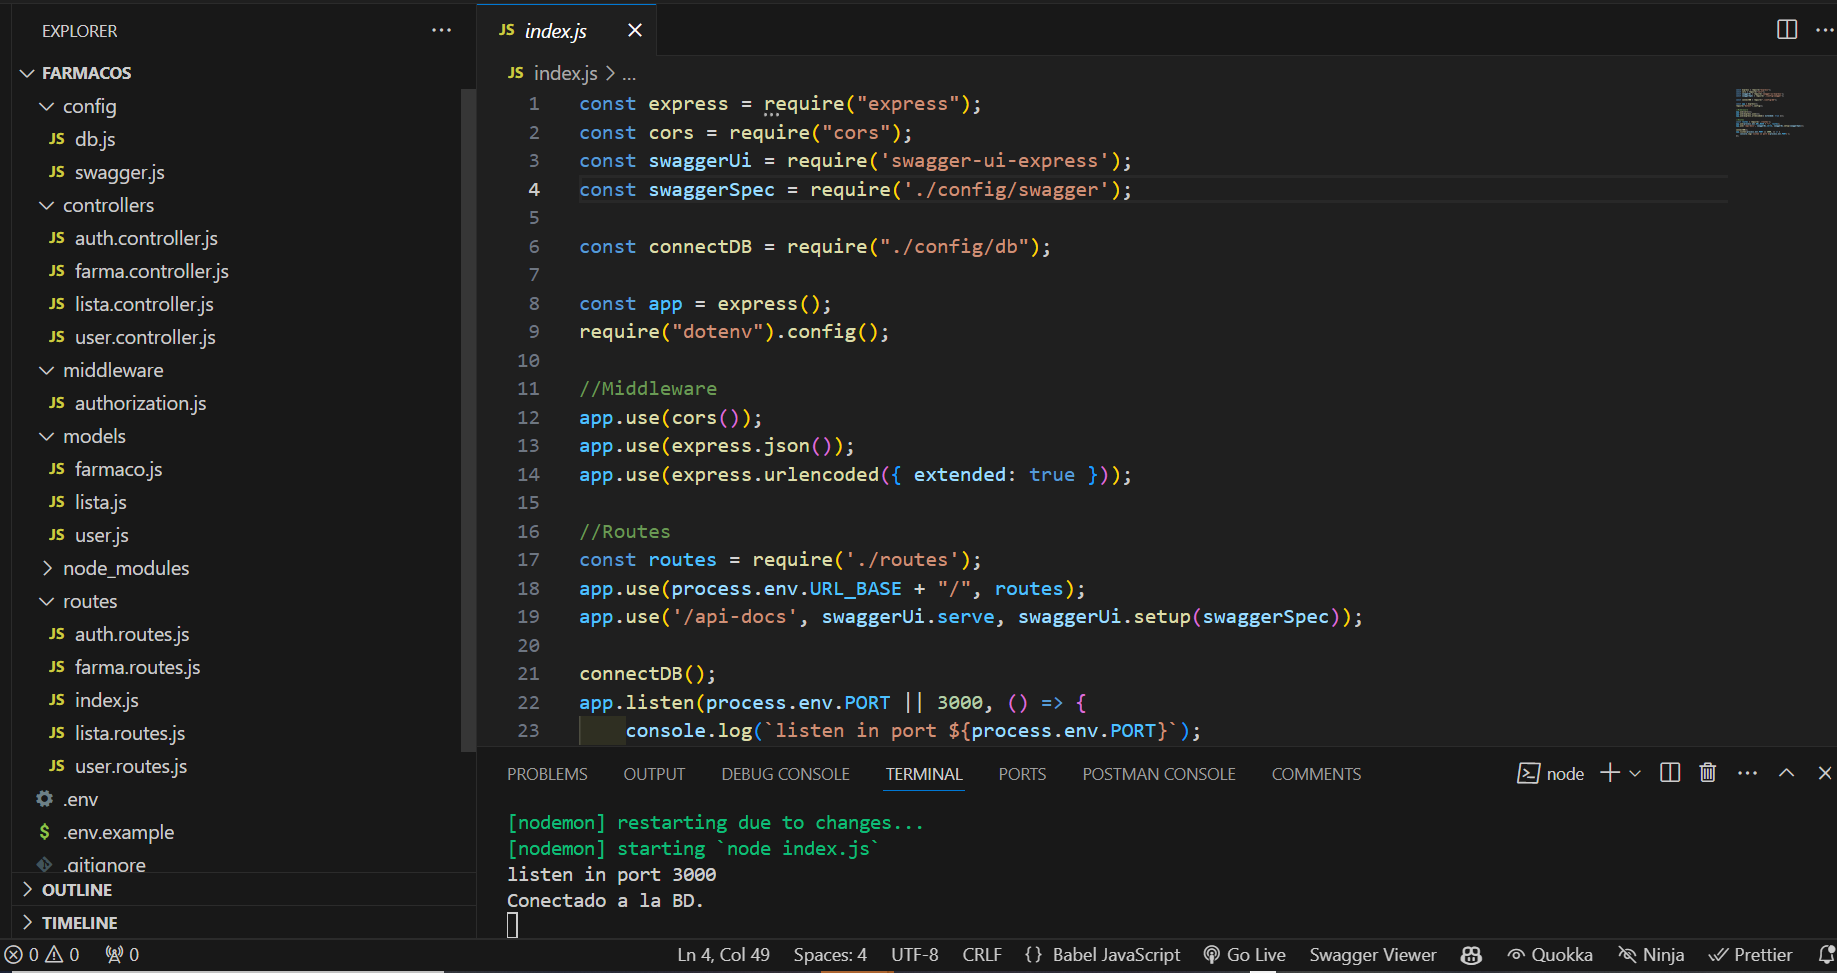 EXPLORER
FARMACOS
config
JS db.js
JS swagger.js
controllers
JS auth.controller.js
JS farma.controller.js
JS lista.controller.js
JS user.controller.js
middleware
JS authorization.js
models
JS farmaco.js
JS lista.js
JS user.js
node_modules
routes
JS auth.routes.js
JS farma.routes.js
JS index.js
JS lista.routes.js
JS user.routes.js
.env
$ .env.example
.gitignore
OUTLINE
TIMELINE
JS index.js
JS index.js > ...
1 const express = require("express");
2 const cors = require("cors");
3 const swaggerUi = require('swagger-ui-express');
4 const swaggerSpec = require('./config/swagger');
5
6 const connectDB = require("./config/db");
7
8 const app = express();
9 require("dotenv").config();
10
11 //Middleware
12 app.use(cors());
13 app.use(express.json());
14 app.use(express.urlencoded({ extended: true }));
15
16 //Routes
17 const routes = require('./routes');
18 app.use(process.env.URL_BASE + "/", routes);
19 app.use('/api-docs', swaggerUi.serve, swaggerUi.setup(swaggerSpec));
20
21 connectDB();
22 app.listen(process.env.PORT || 3000, () => {
23     console.log(`listen in port ${process.env.PORT}`);
PROBLEMS OUTPUT DEBUG CONSOLE TERMINAL PORTS POSTMAN CONSOLE COMMENTS node
[nodemon] restarting due to changes...
[nodemon] starting `node index.js`
listen in port 3000
Conectado a la BD.
0 0 0 Ln 4, Col 49 Spaces: 4 UTF-8 CRLF {} Babel JavaScript Go Live Swagger Viewer Quokka Ninja Prettier